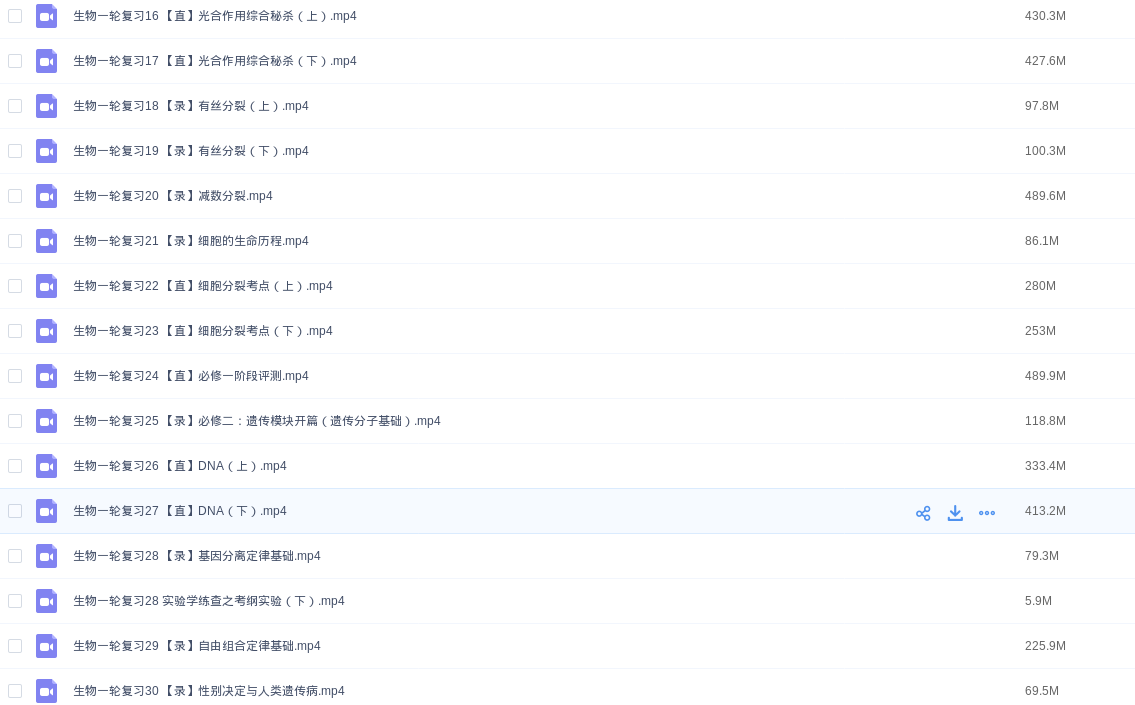 生物一轮复习16 【直】光合作用综合秘杀（上）.mp4 430.3M
生物一轮复习17 【直】光合作用综合秘杀（下）.mp4 427.6M
生物一轮复习18 【录】有丝分裂（上）.mp4 97.8M
生物一轮复习19 【录】有丝分裂（下）.mp4 100.3M
生物一轮复习20 【录】减数分裂.mp4 489.6M
生物一轮复习21 【录】细胞的生命历程.mp4 86.1M
生物一轮复习22 【直】细胞分裂考点（上）.mp4 280M
生物一轮复习23 【直】细胞分裂考点（下）.mp4 253M
生物一轮复习24 【直】必修一阶段评测.mp4 489.9M
生物一轮复习25 【录】必修二：遗传模块开篇（遗传分子基础）.mp4 118.8M
生物一轮复习26 【直】DNA（上）.mp4 333.4M
生物一轮复习27 【直】DNA（下）.mp4 413.2M
生物一轮复习28 【录】基因分离定律基础.mp4 79.3M
生物一轮复习28 实验学练查之考纲实验（下）.mp4 5.9M
生物一轮复习29 【录】自由组合定律基础.mp4 225.9M
生物一轮复习30 【录】性别决定与人类遗传病.mp4 69.5M